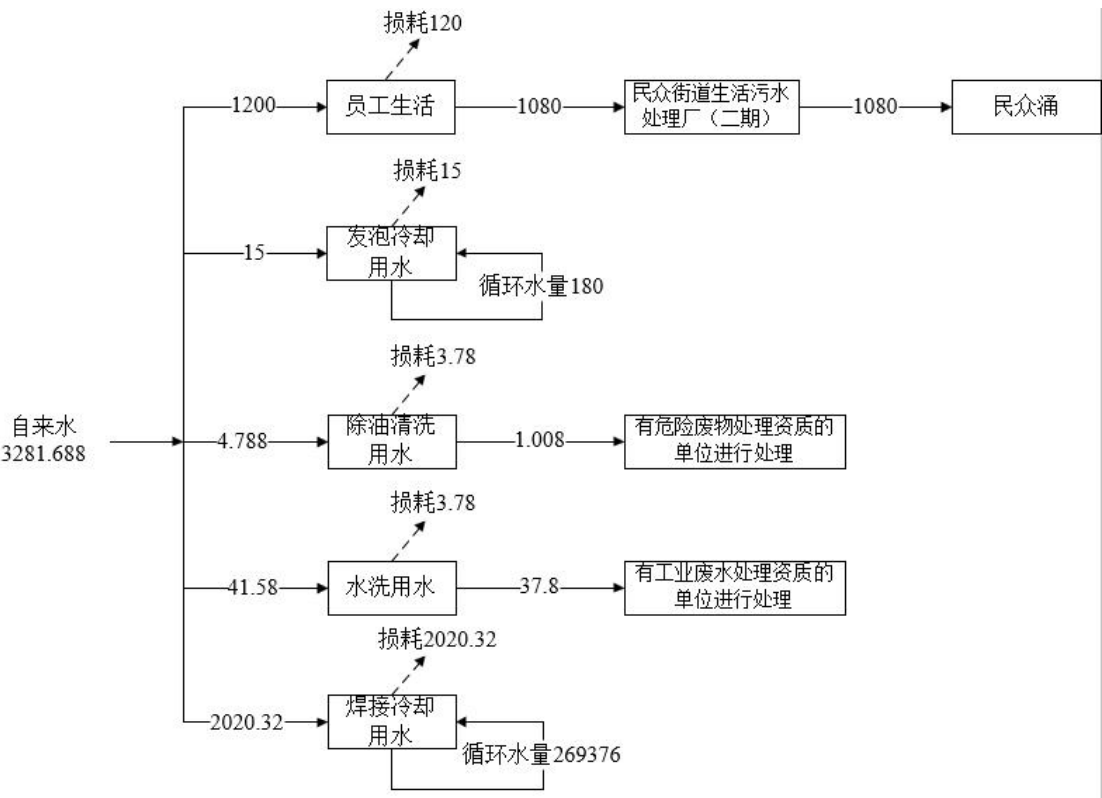 损耗120
1200
员工生活
1080
民众街道生活污水
处理厂（二期）
1080
民众涌
损耗15
15
发泡冷却
用水
循环水量180
损耗3.78
自来水
3281.688
4.788
除油清洗
用水
1.008
有危险废物处理资质的
单位进行处理
损耗3.78
41.58
水洗用水
37.8
有工业废水处理资质的
单位进行处理
损耗2020.32
2020.32
焊接冷却
用水
循环水量269376